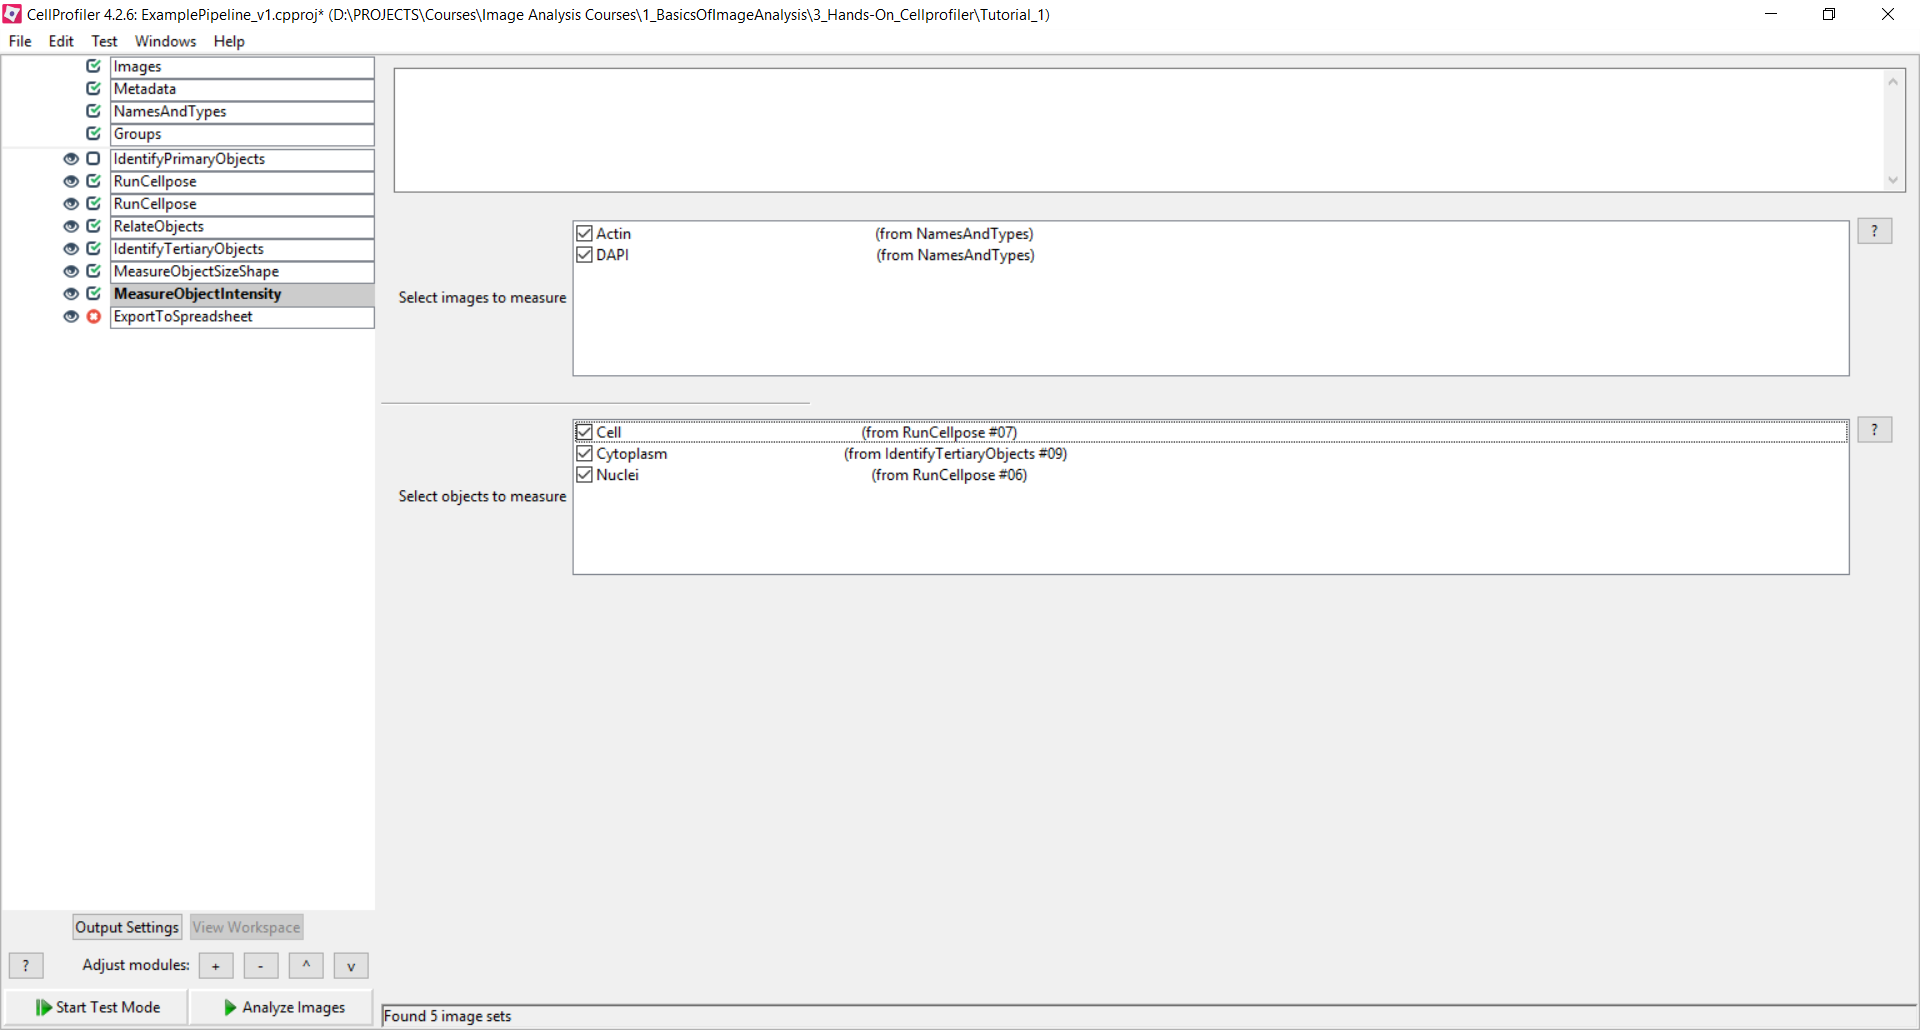 CellProfiler 4.2.6: ExamplePipeline_v1.cpproj* (D:\PROJECTS\Courses\Image Analysis Courses\1_BasicsOfImageAnalysis\3_Hands-On_Cellprofiler\Tutorial_1)
File Edit Test Windows Help
Images
Metadata
NamesAndTypes
Groups
IdentifyPrimaryObjects
RunCellpose
RunCellpose
RelateObjects
IdentifyTertiaryObjects
MeasureObjectSizeShape
MeasureObjectIntensity
ExportToSpreadsheet
Output Settings View Workspace
? Adjust modules: + - ^ v
Start Test Mode Analyze Images
Select images to measure
Actin (from NamesAndTypes)
DAPI (from NamesAndTypes)
?
Select objects to measure
Cell (from RunCellpose #07)
Cytoplasm (from IdentifyTertiaryObjects #09)
Nuclei (from RunCellpose #06)
?
Found 5 image sets